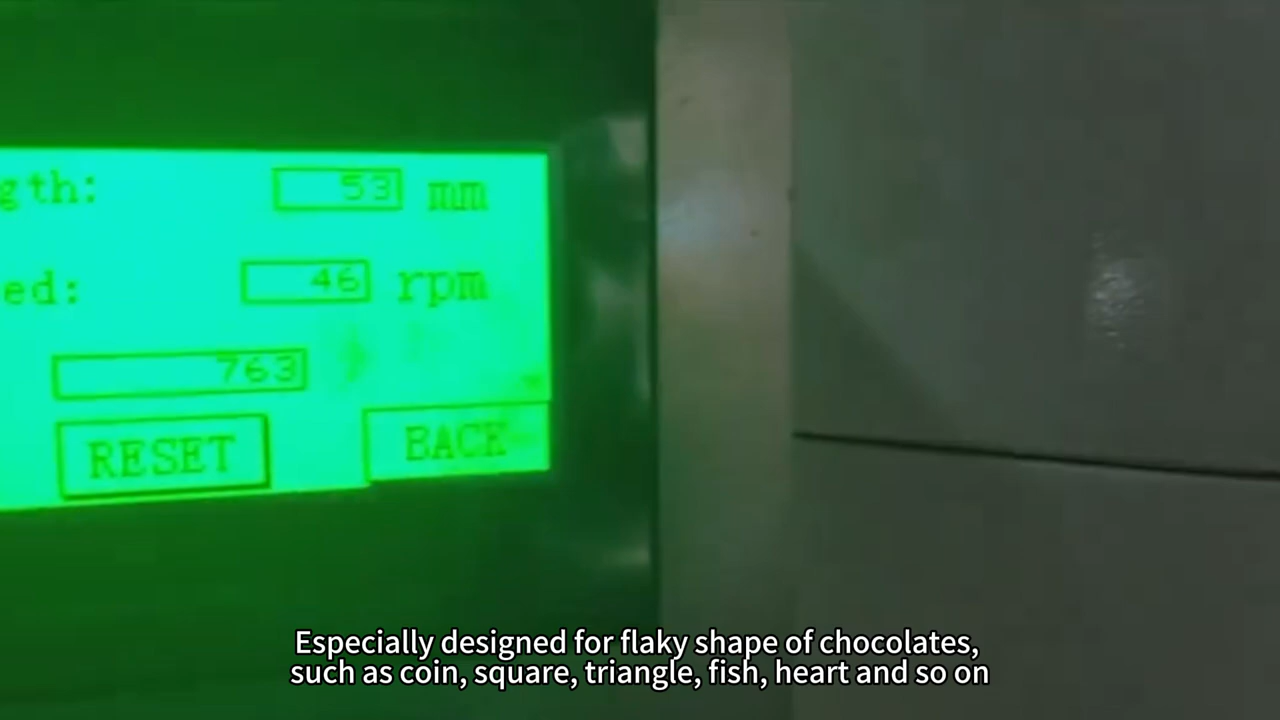 gth: 53 mm
ed: 46 rpm
763
RESET BACK
Especially designed for flaky shape of chocolates,
such as coin, square, triangle, fish, heart and so on